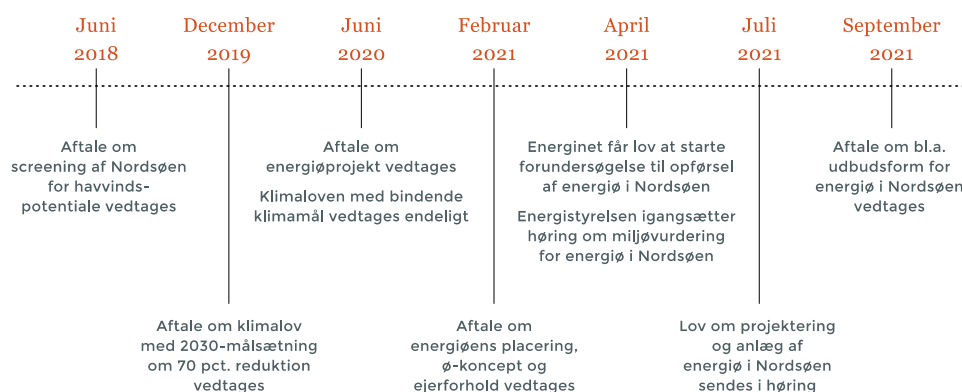 Juni
2018
December
2019
Juni
2020
Februar
2021
April
2021
Juli
2021
September
2021
Aftale om
screening af Nordsøen
for havvinds-
potentiale vedtages
Aftale om
energiøprojekt vedtages
Klimaloven med bindende
klimamål vedtages endeligt
Energinet får lov at starte
forundersøgelse til opførsel
af energiø i Nordsøen
Energistyrelsen igangsætter
høring om miljøvurdering
for energiø i Nordsøen
Aftale om bl.a.
udbudsform for
energiø i Nordsøen
vedtages
Aftale om klimalov
med 2030-målsætning
om 70 pct. reduktion
vedtages
Aftale om
energiøens placering,
ø-koncept og
ejerforhold vedtages
Lov om projektering
og anlæg af
energiø i Nordsøen
sendes i høring